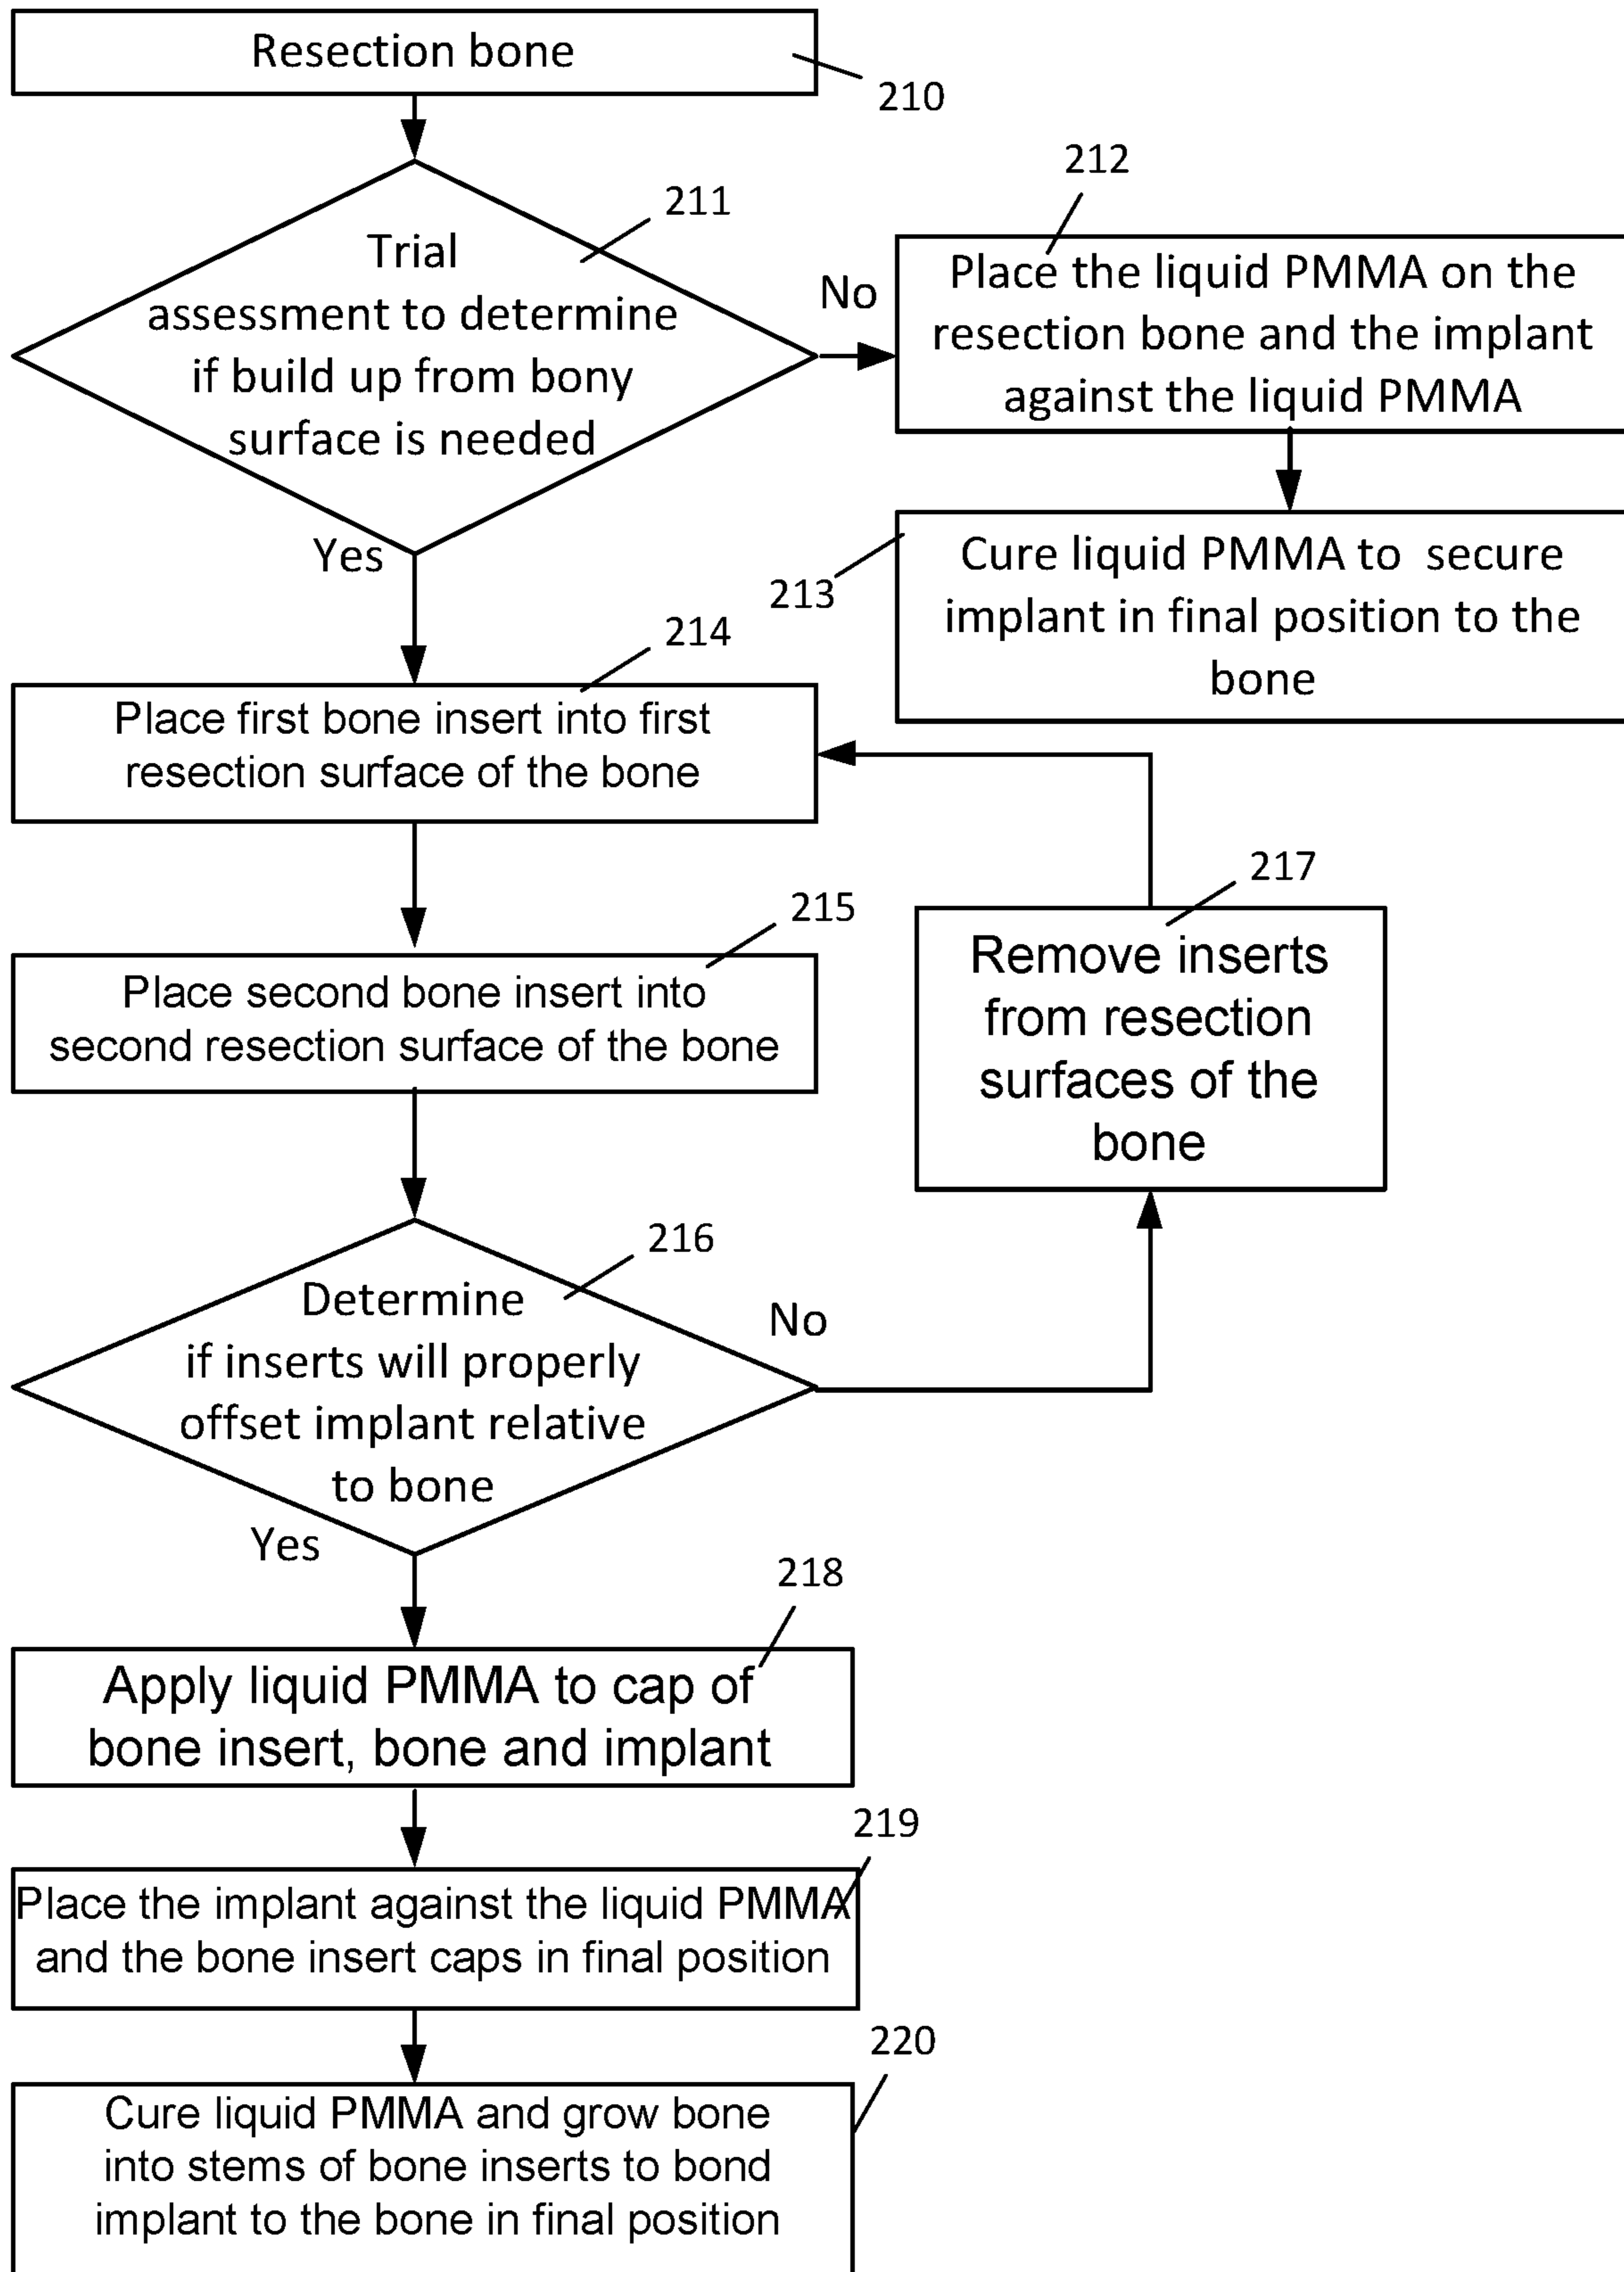 Resection bone
210
211
Trial
assessment to determine
if build up from bony
surface is needed
No
Yes
212
Place the liquid PMMA on the
resection bone and the implant
against the liquid PMMA
213
Cure liquid PMMA to secure
implant in final position to the
bone
214
Place first bone insert into first
resection surface of the bone
215
Place second bone insert into
second resection surface of the bone
217
Remove inserts
from resection
surfaces of the
bone
216
Determine
if inserts will properly
offset implant relative
to bone
No
Yes
218
Apply liquid PMMA to cap of
bone insert, bone and implant
219
Place the implant against the liquid PMMA
and the bone insert caps in final position
220
Cure liquid PMMA and grow bone
into stems of bone inserts to bond
implant to the bone in final position